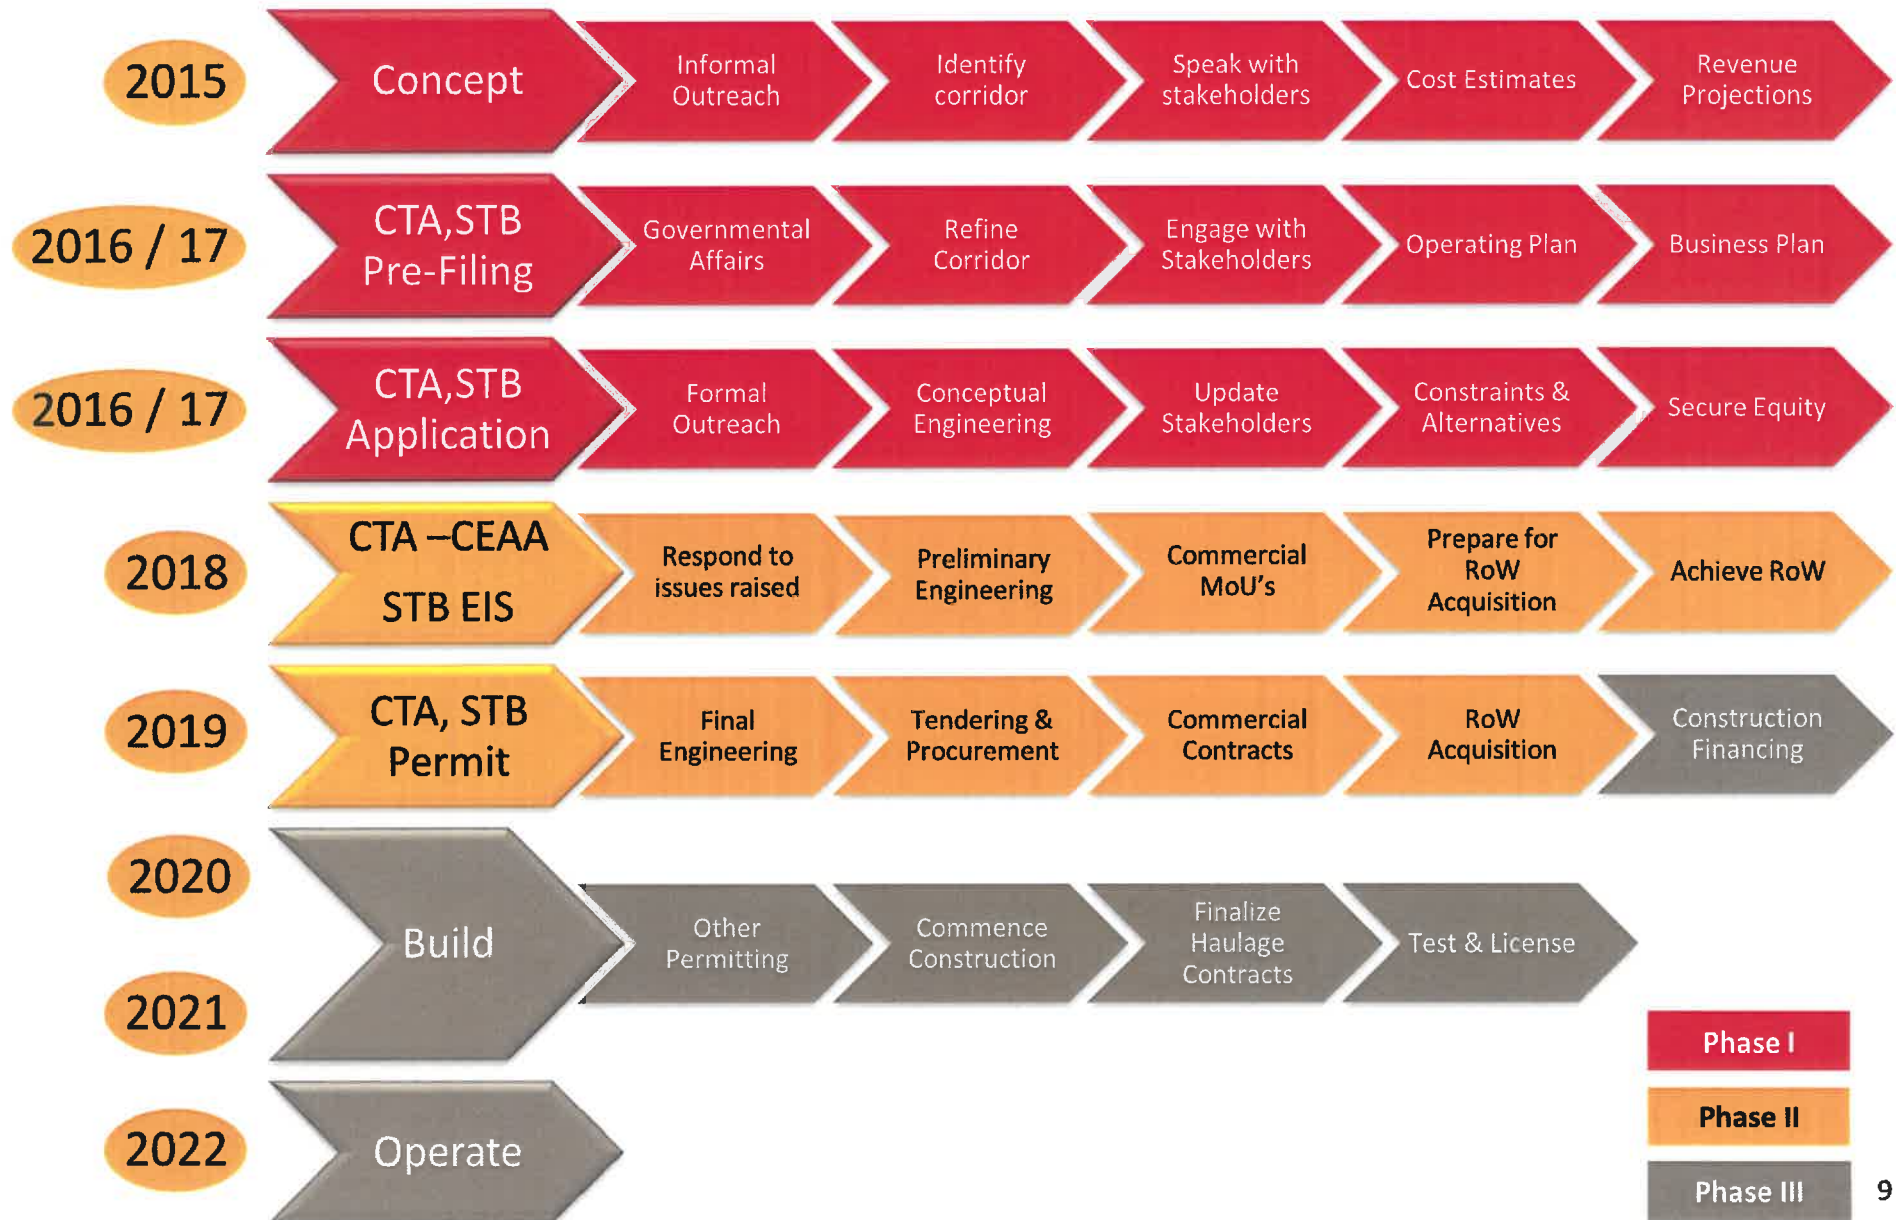 2015
Concept
Informal
Outreach
Identify
corridor
Speak with
stakeholders
Cost Estimates
Revenue
Projections
2016 / 17
CTA,STB
Pre-Filing
Governmental
Affairs
Refine
Corridor
Engage with
Stakeholders
Operating Plan
Business Plan
2016 / 17
CTA,STB
Application
Formal
Outreach
Conceptual
Engineering
Update
Stakeholders
Constraints &
Alternatives
Secure Equity
2018
CTA –CEAA
STB EIS
Respond to
issues raised
Preliminary
Engineering
Commercial
MoU's
Prepare for
RoW
Acquisition
Achieve RoW
2019
CTA, STB
Permit
Final
Engineering
Tendering &
Procurement
Commercial
Contracts
RoW
Acquisition
Construction
Financing
2020
2021
Build
Other
Permitting
Commence
Construction
Finalize
Haulage
Contracts
Test & License
2022
Operate
Phase I
Phase II
Phase III
9